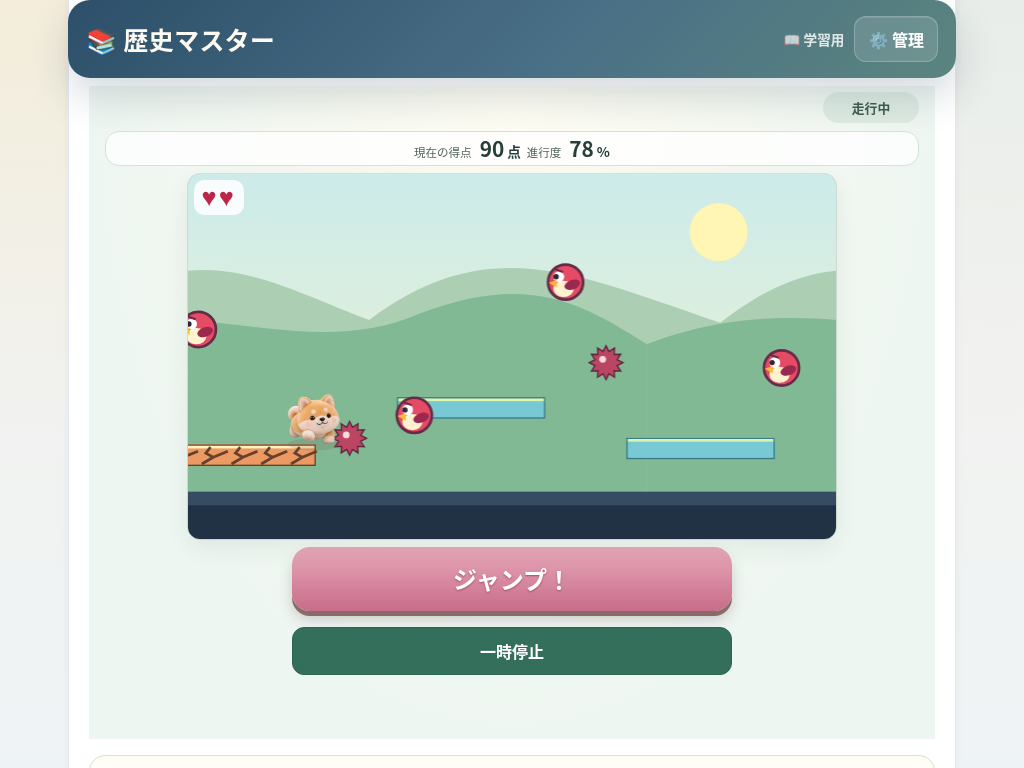 📚 歴史マスター
📖 学習用
⚙️ 管理
走行中
現在の得点 90 点 進行度 78 %
♥♥
ジャンプ！
一時停止